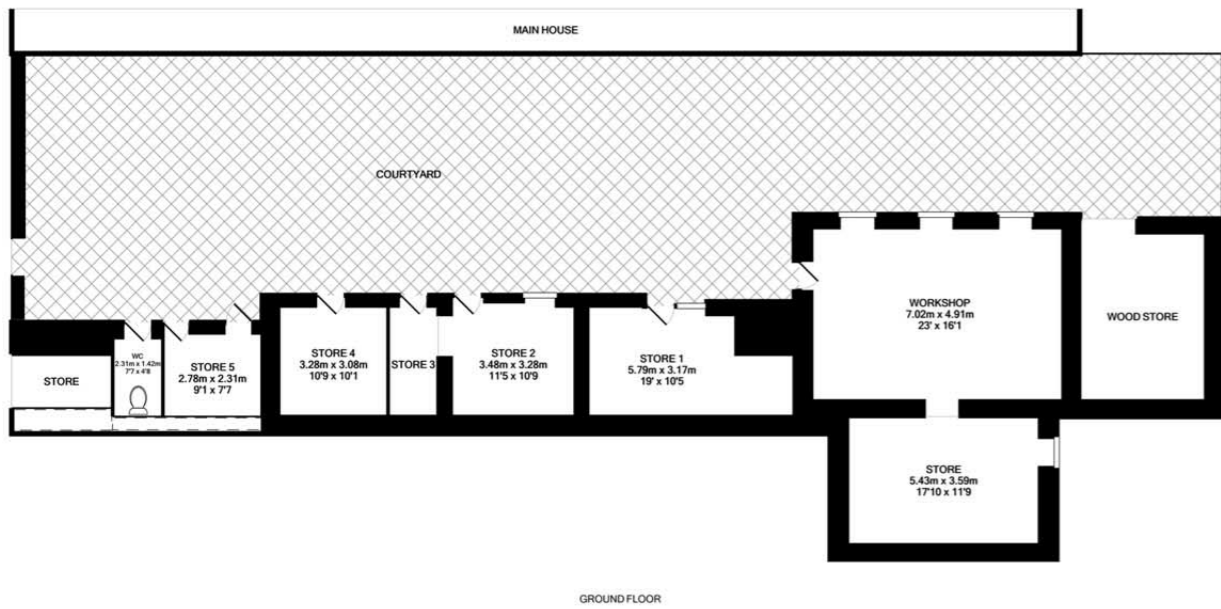 MAIN HOUSE
COURTYARD
WORKSHOP
7.02m x 4.91m
23' x 16'1
WOOD STORE
STORE
WC
2.31m x 1.42m
7'7 x 4'8
STORE 5
2.78m x 2.31m
9'1 x 7'7
STORE 4
3.28m x 3.08m
10'9 x 10'1
STORE 3
STORE 2
3.48m x 3.28m
11'5 x 10'9
STORE 1
5.79m x 3.17m
19' x 10'5
STORE
5.43m x 3.59m
17'10 x 11'9
GROUND FLOOR